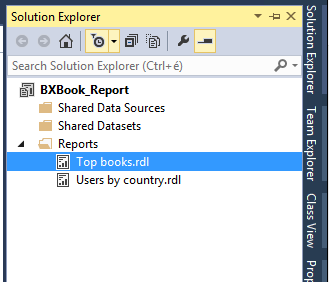 Solution Explorer
Search Solution Explorer (Ctrl+é)
BXBook_Report
Shared Data Sources
Shared Datasets
Reports
Top books.rdl
Users by country.rdl
Solution Explorer
Team Explorer
Class View